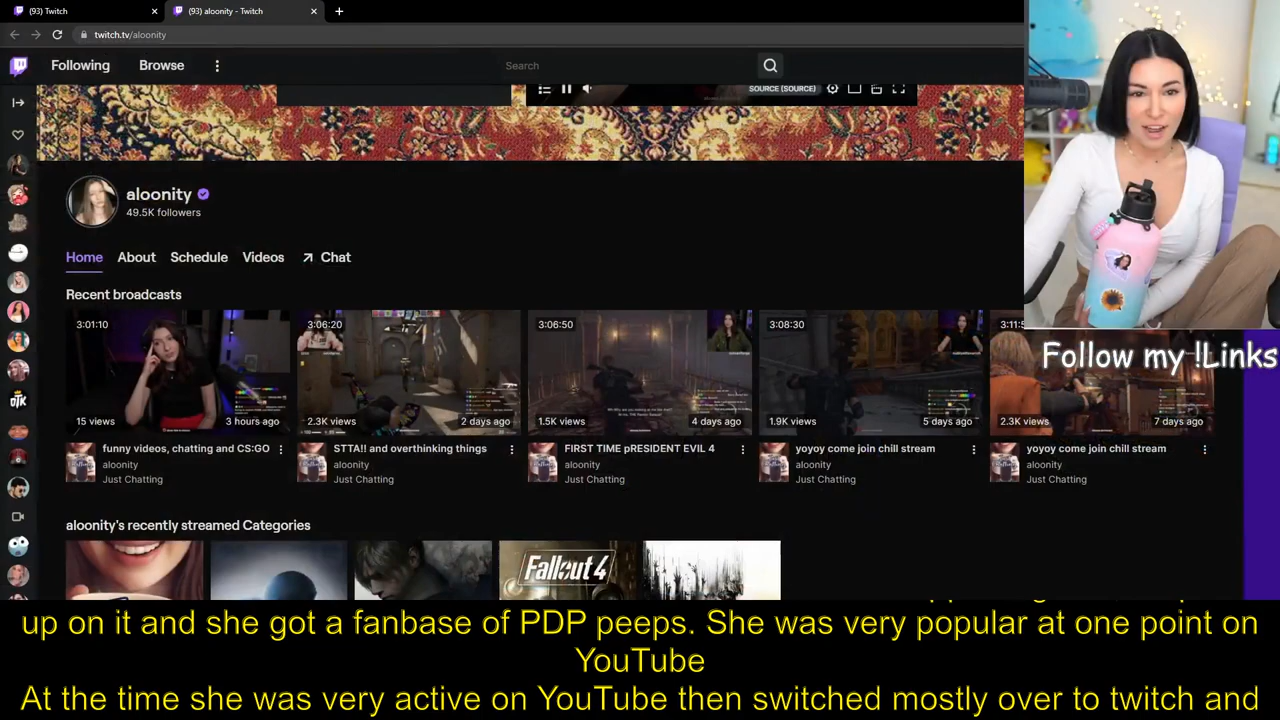 (93) Twitch
(93) aloonity - Twitch
twitch.tv/aloonity
Following
Browse
Search
SOURCE (SOURCE)
aloonity
49.5K followers
Home
About
Schedule
Videos
Chat
Recent broadcasts
3:01:10
3:06:20
3:06:50
3:08:30
3:11:5
15 views
3 hours ago
2.3K views
2 days ago
1.5K views
4 days ago
1.9K views
5 days ago
2.3K views
7 days ago
Follow my !Links
funny videos, chatting and CS:GO
aloonity
Just Chatting
STTA!! and overthinking things
aloonity
Just Chatting
FIRST TIME pRESIDENT EVIL 4
aloonity
Just Chatting
yoyoy come join chill stream
aloonity
Just Chatting
yoyoy come join chill stream
aloonity
Just Chatting
aloonity's recently streamed Categories
OTK
Fallout 4
up on it and she got a fanbase of PDP peeps. She was very popular at one point on
YouTube
At the time she was very active on YouTube then switched mostly over to twitch and